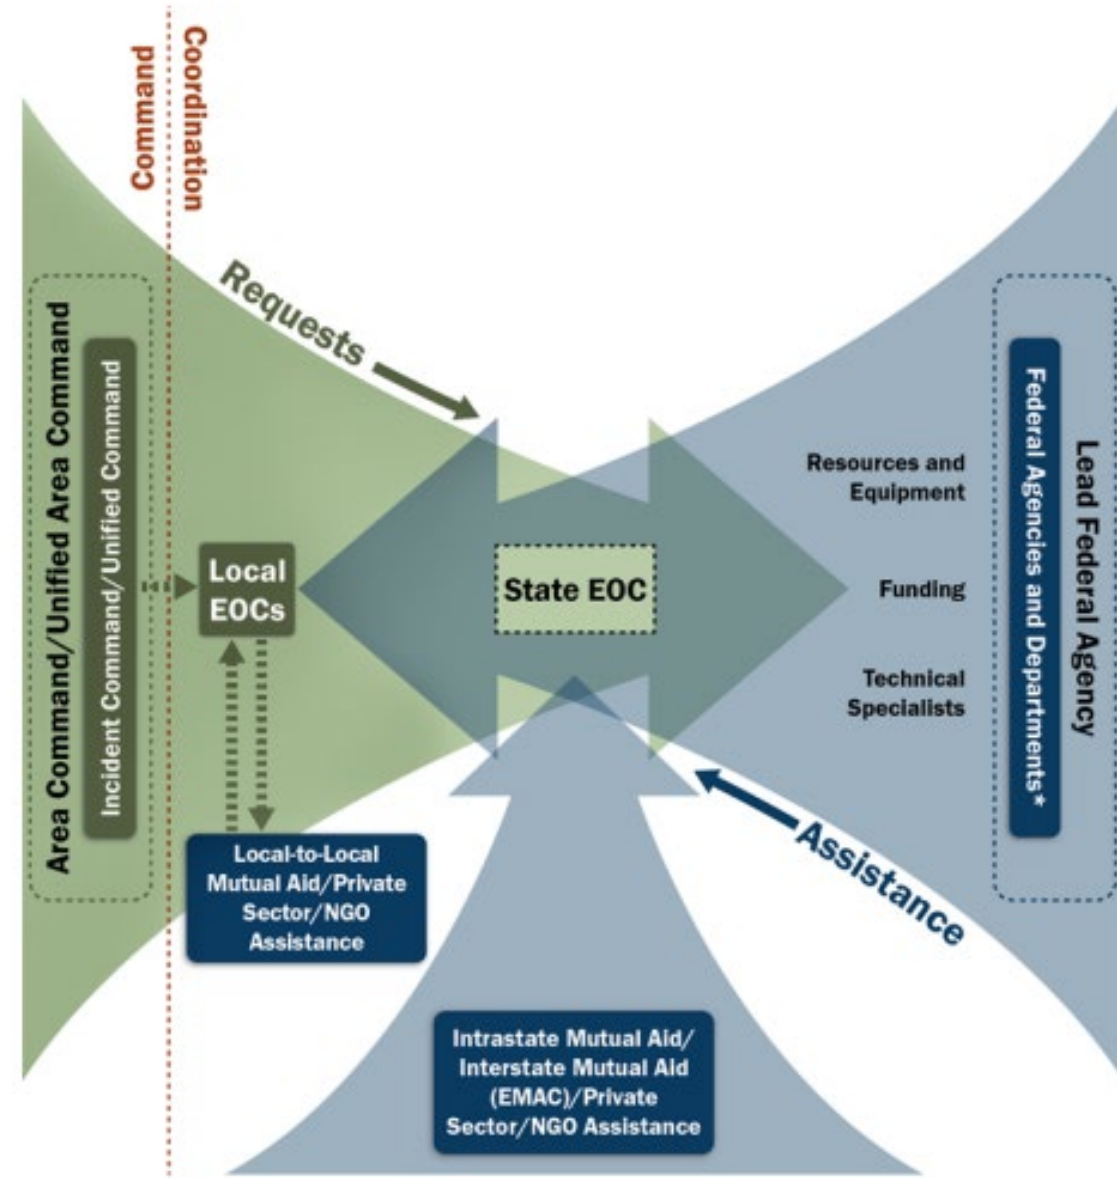 Command
Coordination
Requests
Area Command/Unified Area Command
Incident Command/Unified Command
Local
EOCs
State EOC
Resources and
Equipment
Funding
Technical
Specialists
Federal Agencies and Departments*
Lead Federal Agency
Assistance
Local-to-Local
Mutual Aid/Private
Sector/NGO
Assistance
Intrastate Mutual Aid/
Interstate Mutual Aid
(EMAC)/Private
Sector/NGO Assistance